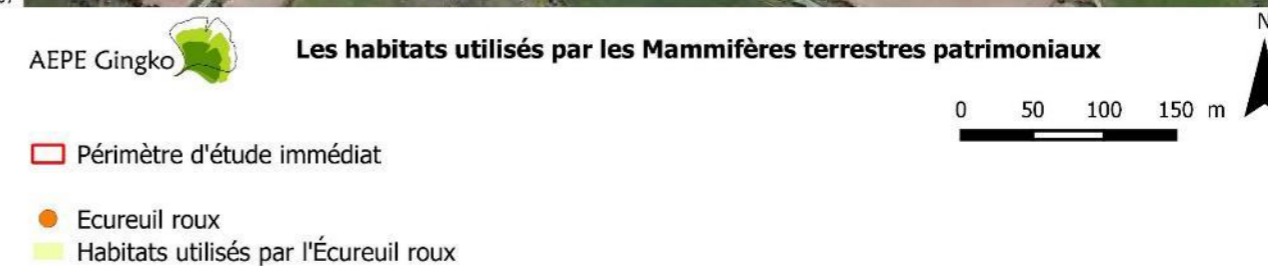 AEPE Gingko
Les habitats utilisés par les Mammifères terrestres patrimoniaux
N
0 50 100 150 m
Périmètre d'étude immédiat
Ecureuil roux
Habitats utilisés par l'Écureuil roux